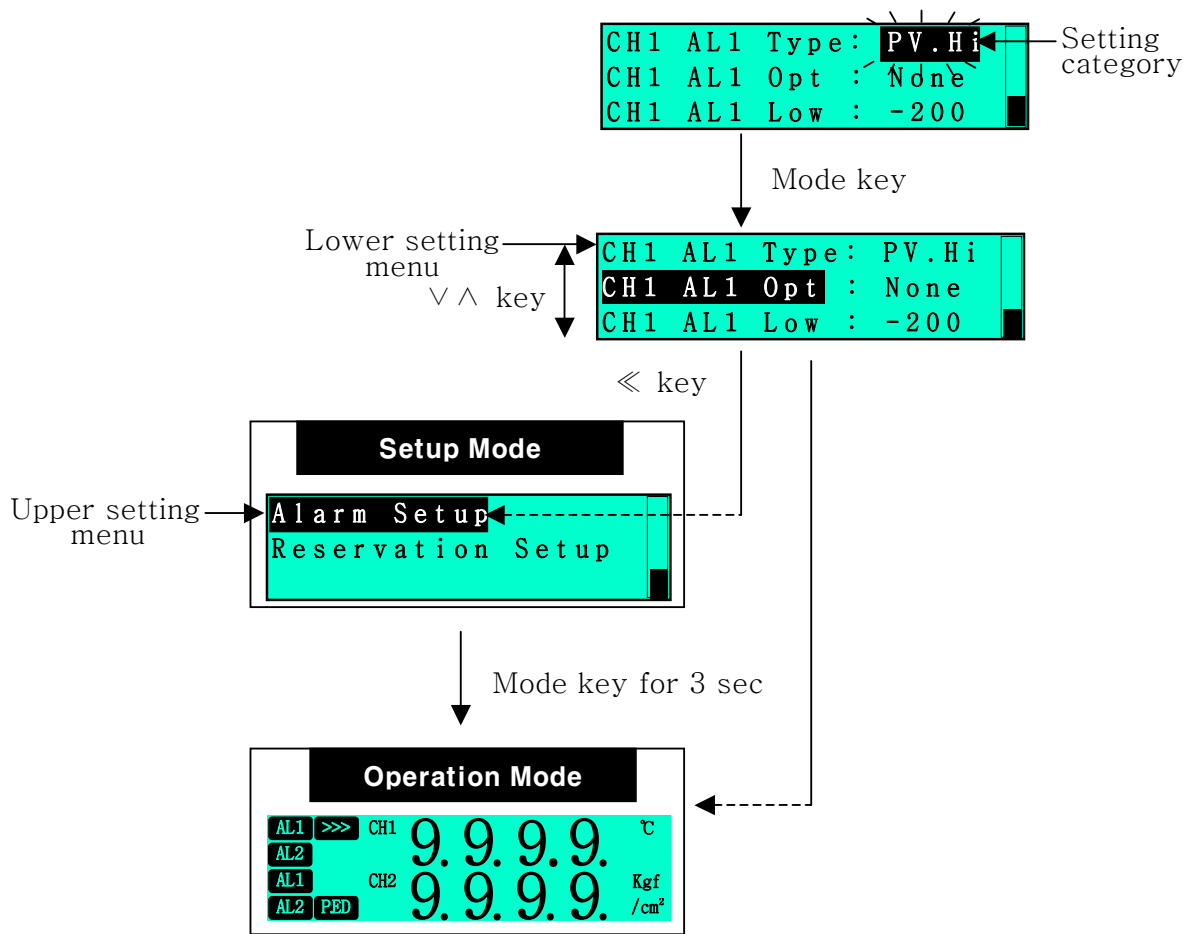 CH1 AL1 Type: PV.Hi
CH1 AL1 Opt : None
CH1 AL1 Low : -200
Setting
category
Mode key
Lower setting
menu
∨∧ key
CH1 AL1 Type: PV.Hi
CH1 AL1 Opt : None
CH1 AL1 Low : -200
≪ key
Setup Mode
Upper setting
menu
Alarm Setup
Reservation Setup
Mode key for 3 sec
Operation Mode
AL1 >>> CH1 9.9.9.9. ℃
AL2
AL1 CH2 9.9.9.9. Kgf
AL2 P.ED /cm²